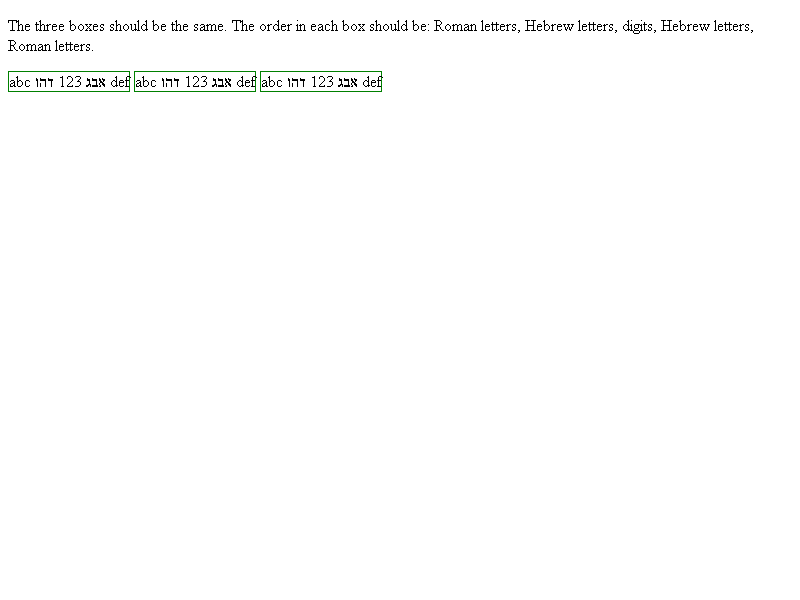 The three boxes should be the same. The order in each box should be: Roman letters, Hebrew letters, digits, Hebrew letters,
Roman letters.
abc אבג 123 דהו def abc אבג 123 דהו def abc אבג 123 דהו def